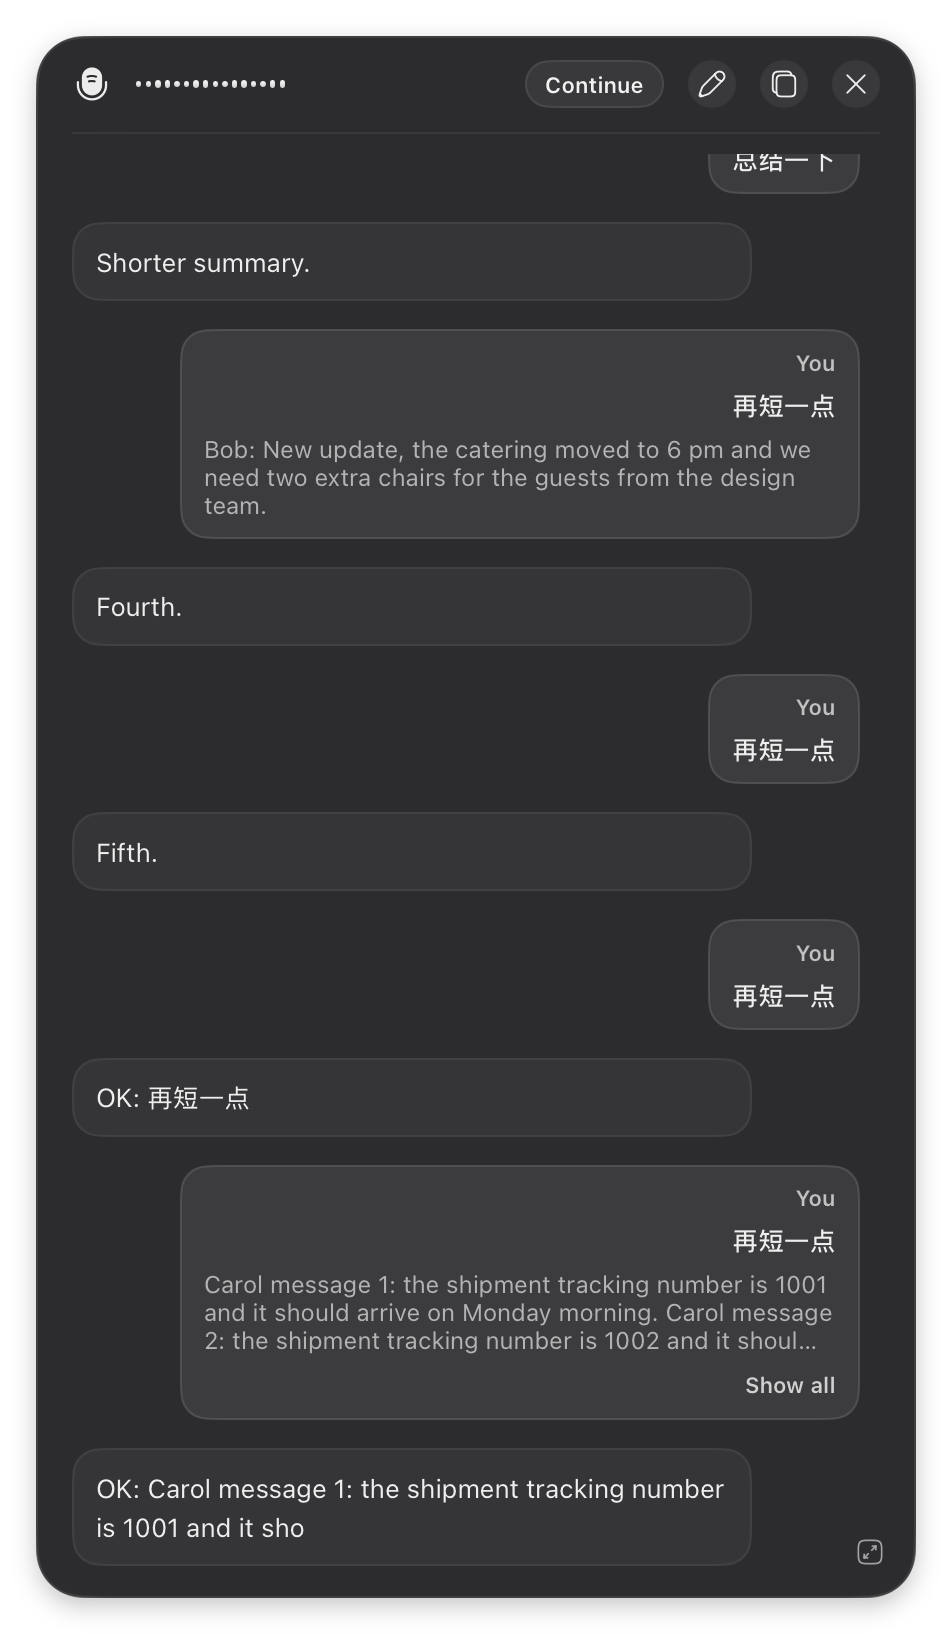 Continue
总结一下
Shorter summary.
You
再短一点
Bob: New update, the catering moved to 6 pm and we
need two extra chairs for the guests from the design
team.
Fourth.
You
再短一点
Fifth.
You
再短一点
OK: 再短一点
You
再短一点
Carol message 1: the shipment tracking number is 1001
and it should arrive on Monday morning. Carol message
2: the shipment tracking number is 1002 and it shoul...
Show all
OK: Carol message 1: the shipment tracking number
is 1001 and it sho